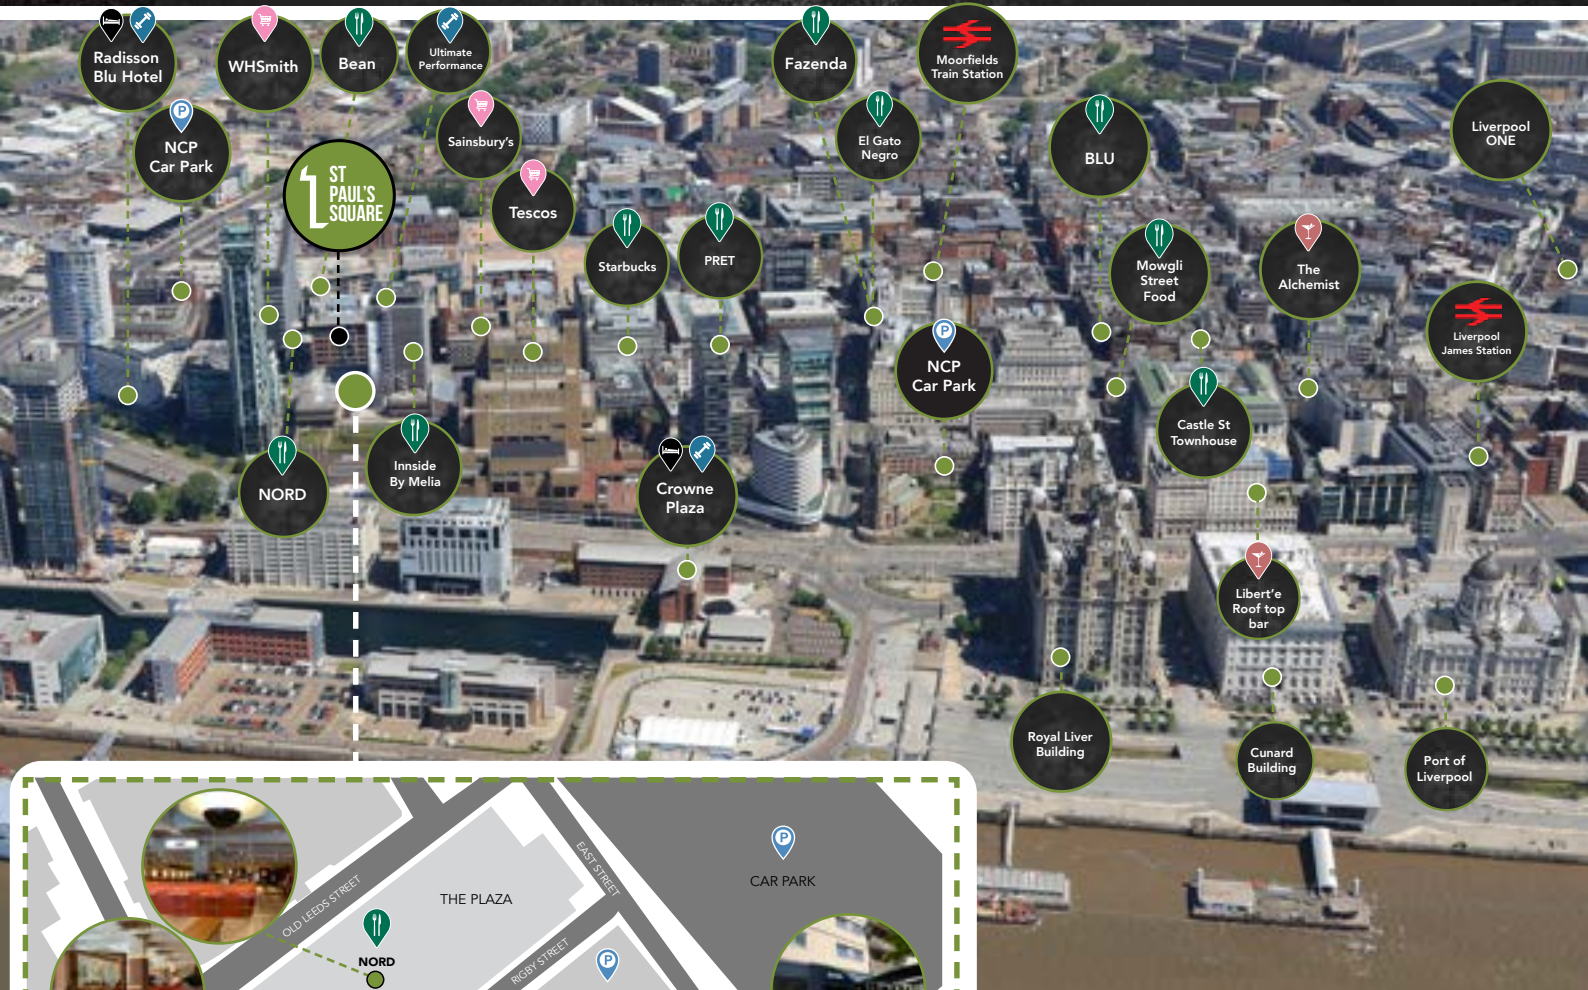 Radisson
Blu Hotel
WHSmith
Bean
Ultimate
Performance
Fazenda
Moorfields
Train Station
P
NCP
Car Park
Sainsbury's
El Gato
Negro
BLU
Liverpool
ONE
1 ST
PAUL'S
SQUARE
Tescos
Starbucks
PRET
Mowgli
Street
Food
The
Alchemist
Liverpool
James Station
P
NCP
Car Park
Castle St
Townhouse
NORD
Innside
By Melia
Crowne
Plaza
Libert'e
Roof top
bar
Royal Liver
Building
Cunard
Building
Port of
Liverpool
P
CAR PARK
EAST STREET
THE PLAZA
OLD LEEDS STREET
RIGBY STREET
NORD
P